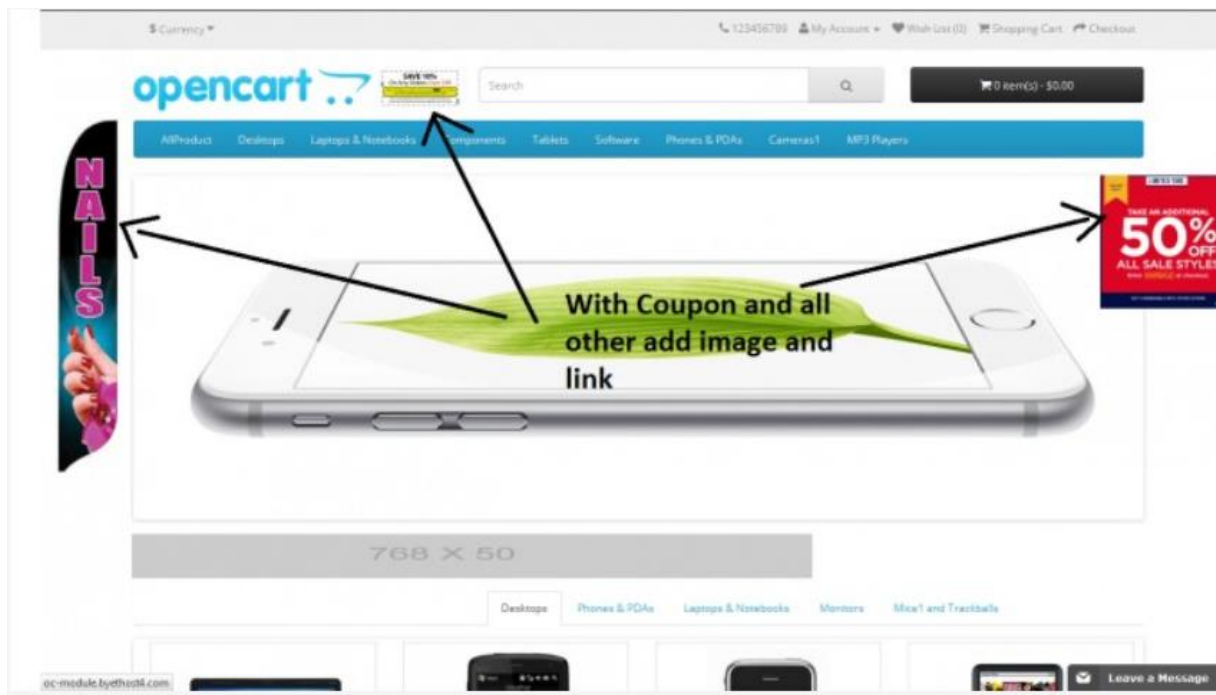 $ Currency
123456789 My Account Wish List (0) Shopping Cart Checkout
opencart
SAVE 10%
Search
0 item(s) - $0.00
AllProduct Desktops Laptops & Notebooks Components Tablets Software Phones & PDAs Cameras1 MP3 Players
NAILS
LIMITED TIME
TAKE AN ADDITIONAL
50%
OFF
ALL SALE STYLES
With Coupon and all
other add image and
link
768 X 50
Desktops Phones & PDAs Laptops & Notebooks Monitors Mice1 and Trackballs
oc-module.byethost4.com
Leave a Message